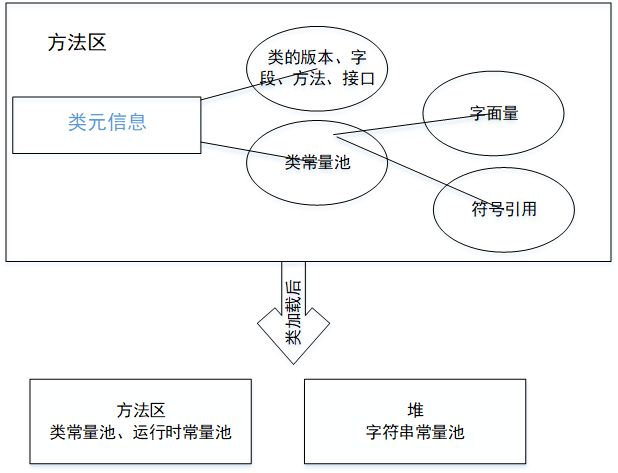 方法区
类的版本、字
段、方法、接口
类元信息
字面量
类常量池
符号引用
类加载后
方法区
类常量池、运行时常量池
堆
字符串常量池